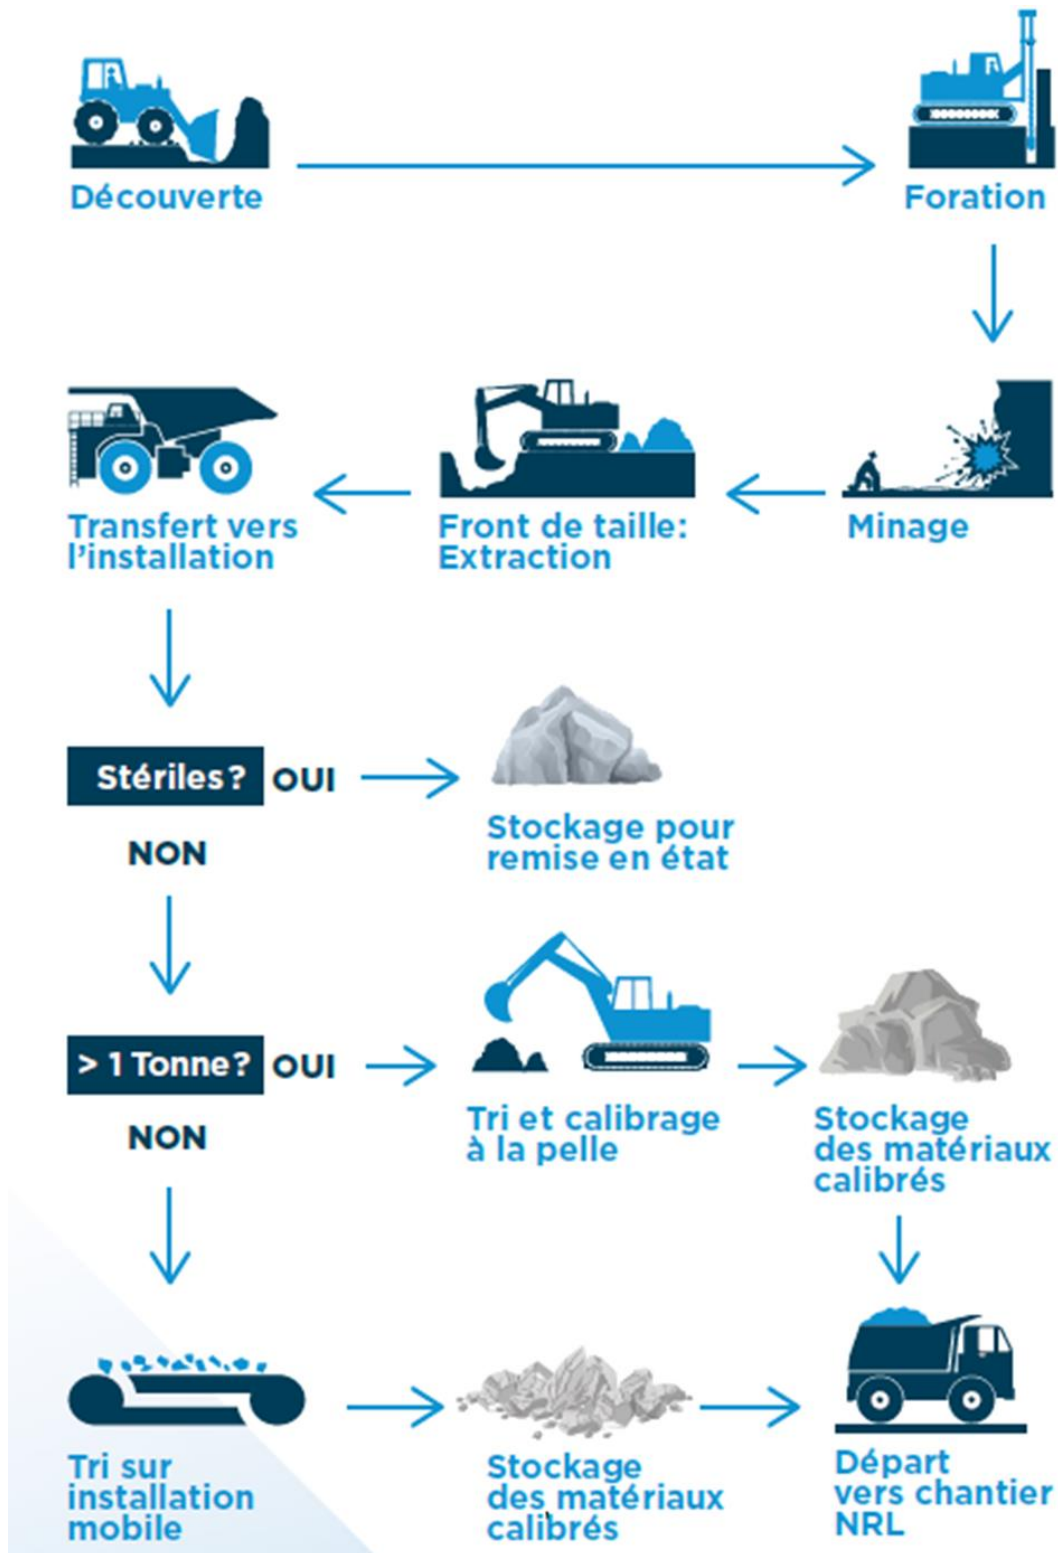 Découverte
Foration
Transfert vers
l'installation
Front de taille:
Extraction
Minage
Stériles? OUI
Stockage pour
remise en état
NON
> 1 Tonne? OUI
Tri et calibrage
à la pelle
Stockage
des matériaux
calibrés
NON
Tri sur
installation
mobile
Stockage
des matériaux
calibrés
Départ
vers chantier
NRL